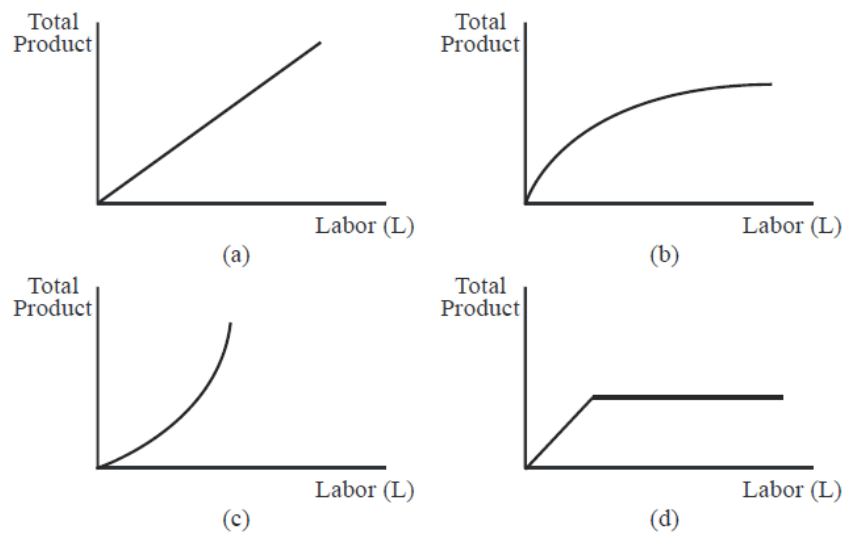 Total
Product
Labor (L)
(a)
Total
Product
Labor (L)
(b)
Total
Product
Labor (L)
(c)
Total
Product
Labor (L)
(d)